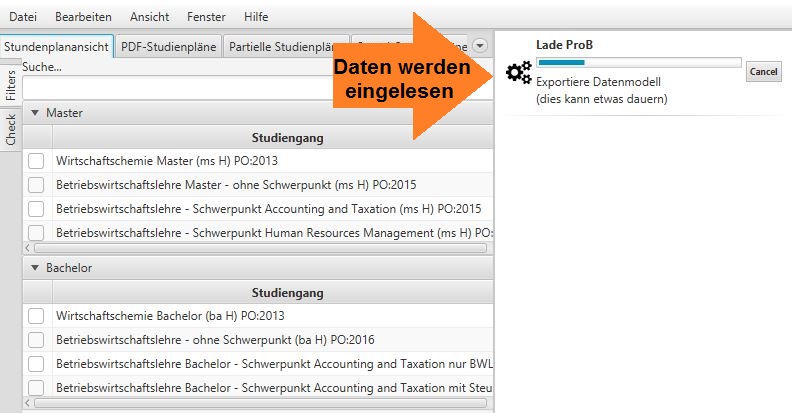 Datei Bearbeiten Ansicht Fenster Hilfe
Stundenplanansicht PDF-Studienpläne Partielle Studienplä
Suche...
Filters
Check
Master
Studiengang
Wirtschaftschemie Master (ms H) PO:2013
Betriebswirtschaftslehre Master - ohne Schwerpunkt (ms H) PO:2015
Betriebswirtschaftslehre - Schwerpunkt Accounting and Taxation (ms H) PO:2015
Betriebswirtschaftslehre - Schwerpunkt Human Resources Management (ms H) PO:
Bachelor
Studiengang
Wirtschaftschemie Bachelor (ba H) PO:2013
Betriebswirtschaftslehre - ohne Schwerpunkt (ba H) PO:2016
Betriebswirtschaftslehre Bachelor - Schwerpunkt Accounting and Taxation nur BWL
Betriebswirtschaftslehre Bachelor - Schwerpunkt Accounting and Taxation mit Steu
Daten werden
eingelesen
Lade ProB
Cancel
Exportiere Datenmodell
(dies kann etwas dauern)